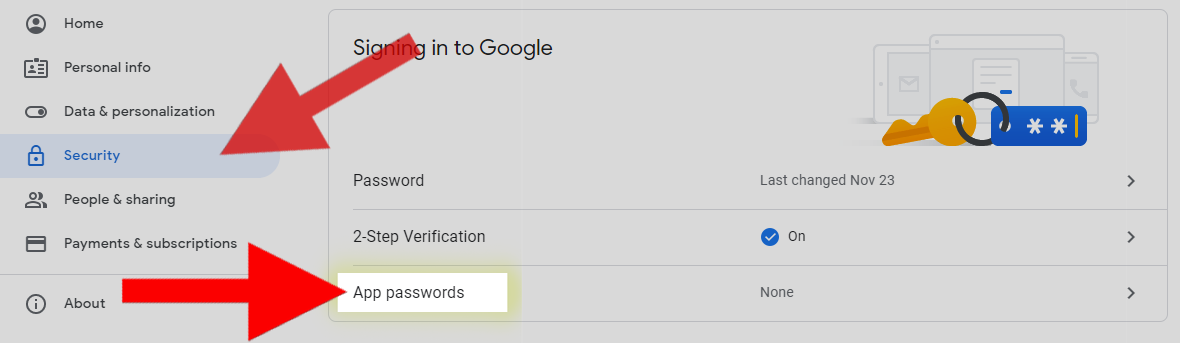 Home
Personal info
Data & personalization
Security
People & sharing
Payments & subscriptions
About
Signing in to Google
Password
Last changed Nov 23
2-Step Verification
On
App passwords
None